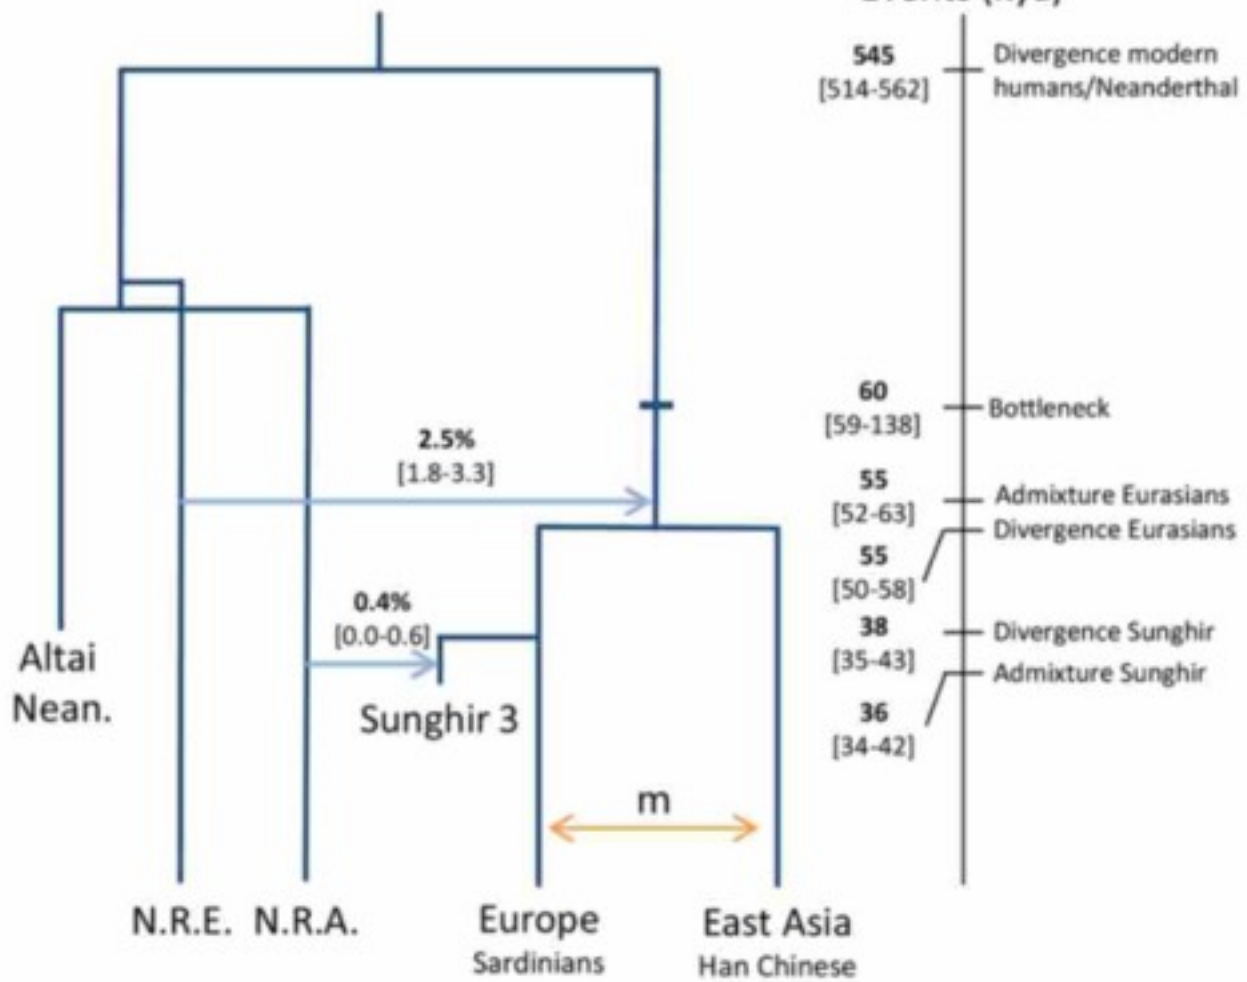 545
[514-562]
Divergence modern
humans/Neanderthal
60
[59-138]
Bottleneck
2.5%
[1.8-3.3]
55
[52-63]
Admixture Eurasians
Divergence Eurasians
55
[50-58]
0.4%
[0.0-0.6]
38
[35-43]
Divergence Sunghir
Admixture Sunghir
36
[34-42]
Altai
Nean.
Sunghir 3
m
N.R.E.
N.R.A.
Europe
Sardinians
East Asia
Han Chinese